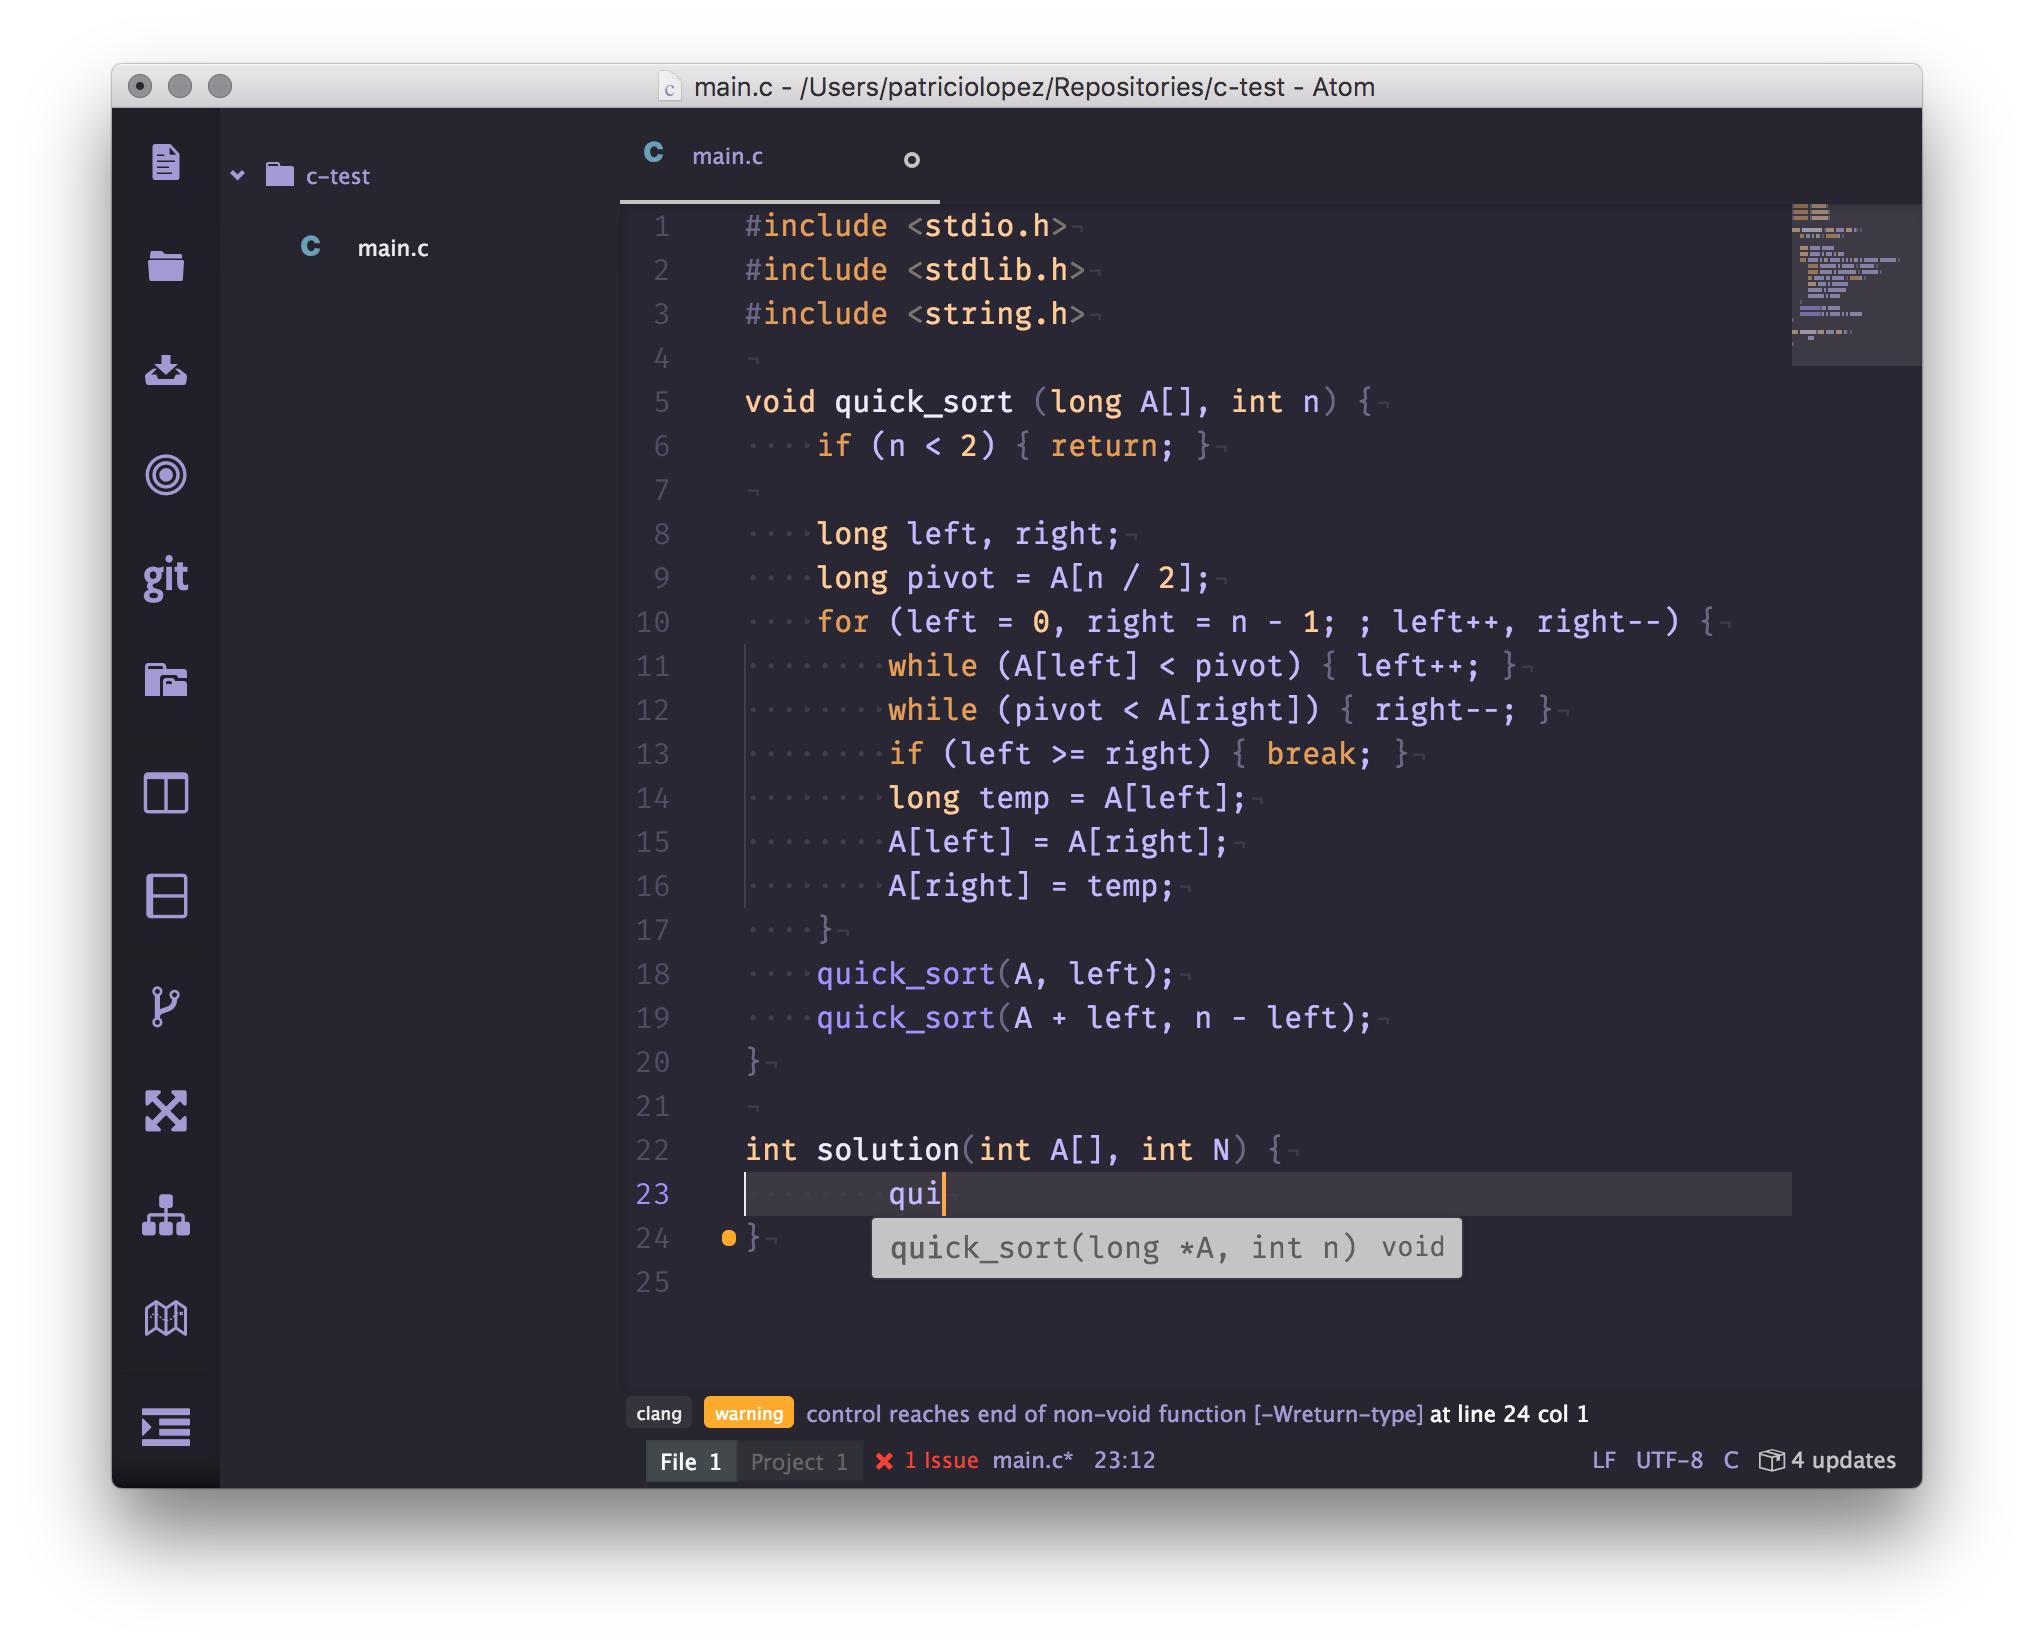 main.c - /Users/patriciolopez/Repositories/c-test - Atom
c-test
main.c
git
main.c
1 #include <stdio.h>
2 #include <stdlib.h>
3 #include <string.h>
4
5 void quick_sort (long A[], int n) {
6     if (n < 2) { return; }
7
8     long left, right;
9     long pivot = A[n / 2];
10     for (left = 0, right = n - 1; ; left++, right--) {
11         while (A[left] < pivot) { left++; }
12         while (pivot < A[right]) { right--; }
13         if (left >= right) { break; }
14         long temp = A[left];
15         A[left] = A[right];
16         A[right] = temp;
17     }
18     quick_sort(A, left);
19     quick_sort(A + left, n - left);
20 }
21
22 int solution(int A[], int N) {
23         qui
24 }
quick_sort(long *A, int n) void
25
clang warning control reaches end of non-void function [-Wreturn-type] at line 24 col 1
File 1 Project 1 1 Issue main.c* 23:12 LF UTF-8 C 4 updates